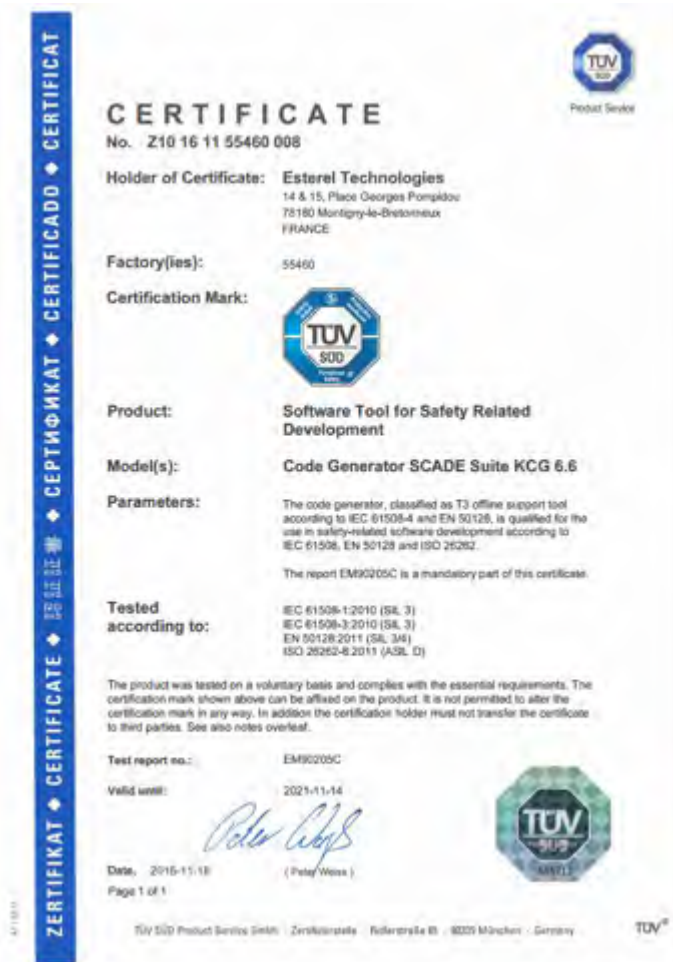 ZERTIFIKAT ◆ CERTIFICATE ◆ 認 証 証 書 ◆ СЕРТИФИКАТ ◆ CERTIFICADO ◆ CERTIFICAT
TÜV
SÜD
Product Service
CERTIFICATE
No. Z10 16 11 55460 008
Holder of Certificate: Esterel Technologies
14 & 15, Place Georges Pompidou
78180 Montigny-le-Bretonneux
FRANCE
Factory(ies): 55460
Certification Mark:
TÜV
SÜD
Product: Software Tool for Safety Related
Development
Model(s): Code Generator SCADE Suite KCG 6.6
Parameters: The code generator, classified as T3 offline support tool
according to IEC 61508-4 and EN 50128, is qualified for the
use in safety-related software development according to
IEC 61508, EN 50128 and ISO 26262.
The report EM90205C is a mandatory part of this certificate.
Tested
according to:
IEC 61508-1:2010 (SIL 3)
IEC 61508-3:2010 (SIL 3)
EN 50128:2011 (SIL 3/4)
ISO 26262-8:2011 (ASIL D)
The product was tested on a voluntary basis and complies with the essential requirements. The
certification mark shown above can be affixed on the product. It is not permitted to alter the
certification mark in any way. In addition the certification holder must not transfer the certificate
to third parties. See also notes overleaf.
Test report no.: EM90205C
Valid until: 2021-11-14
Date, 2016-11-18 (Peter Weiss)
Page 1 of 1
TÜV
SÜD
TÜV SÜD Product Service GmbH · Zertifizierstelle · Ridlerstraße 65 · 80339 München · Germany
TÜV®